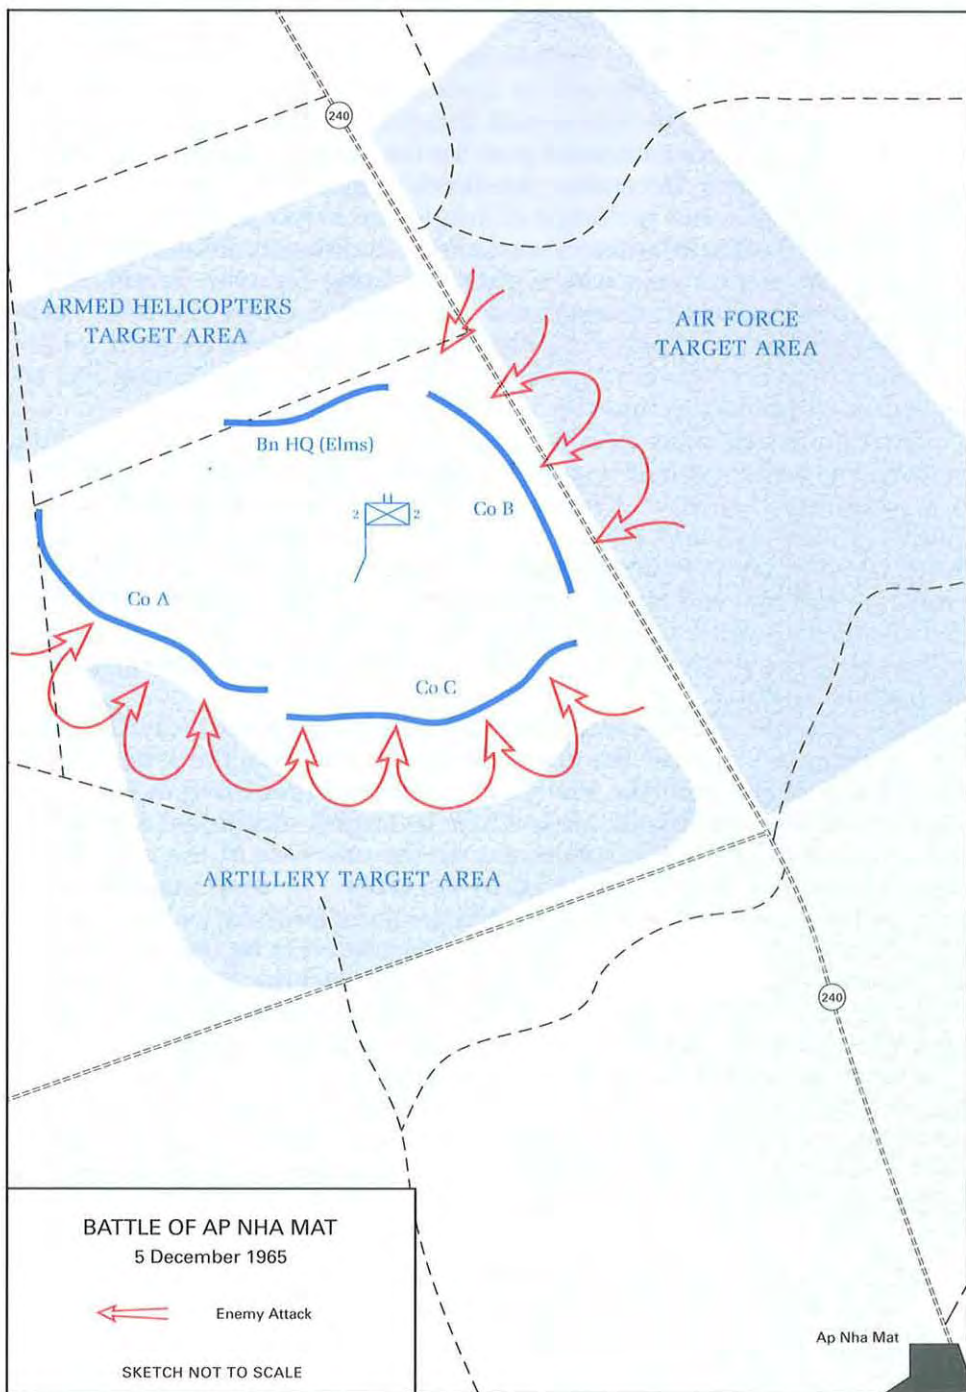 240
ARMED HELICOPTERS
TARGET AREA
AIR FORCE
TARGET AREA
Bn HQ (Elms)
2 2
Co B
Co A
Co C
ARTILLERY TARGET AREA
240
BATTLE OF AP NHA MAT
5 December 1965
Enemy Attack
SKETCH NOT TO SCALE
Ap Nha Mat